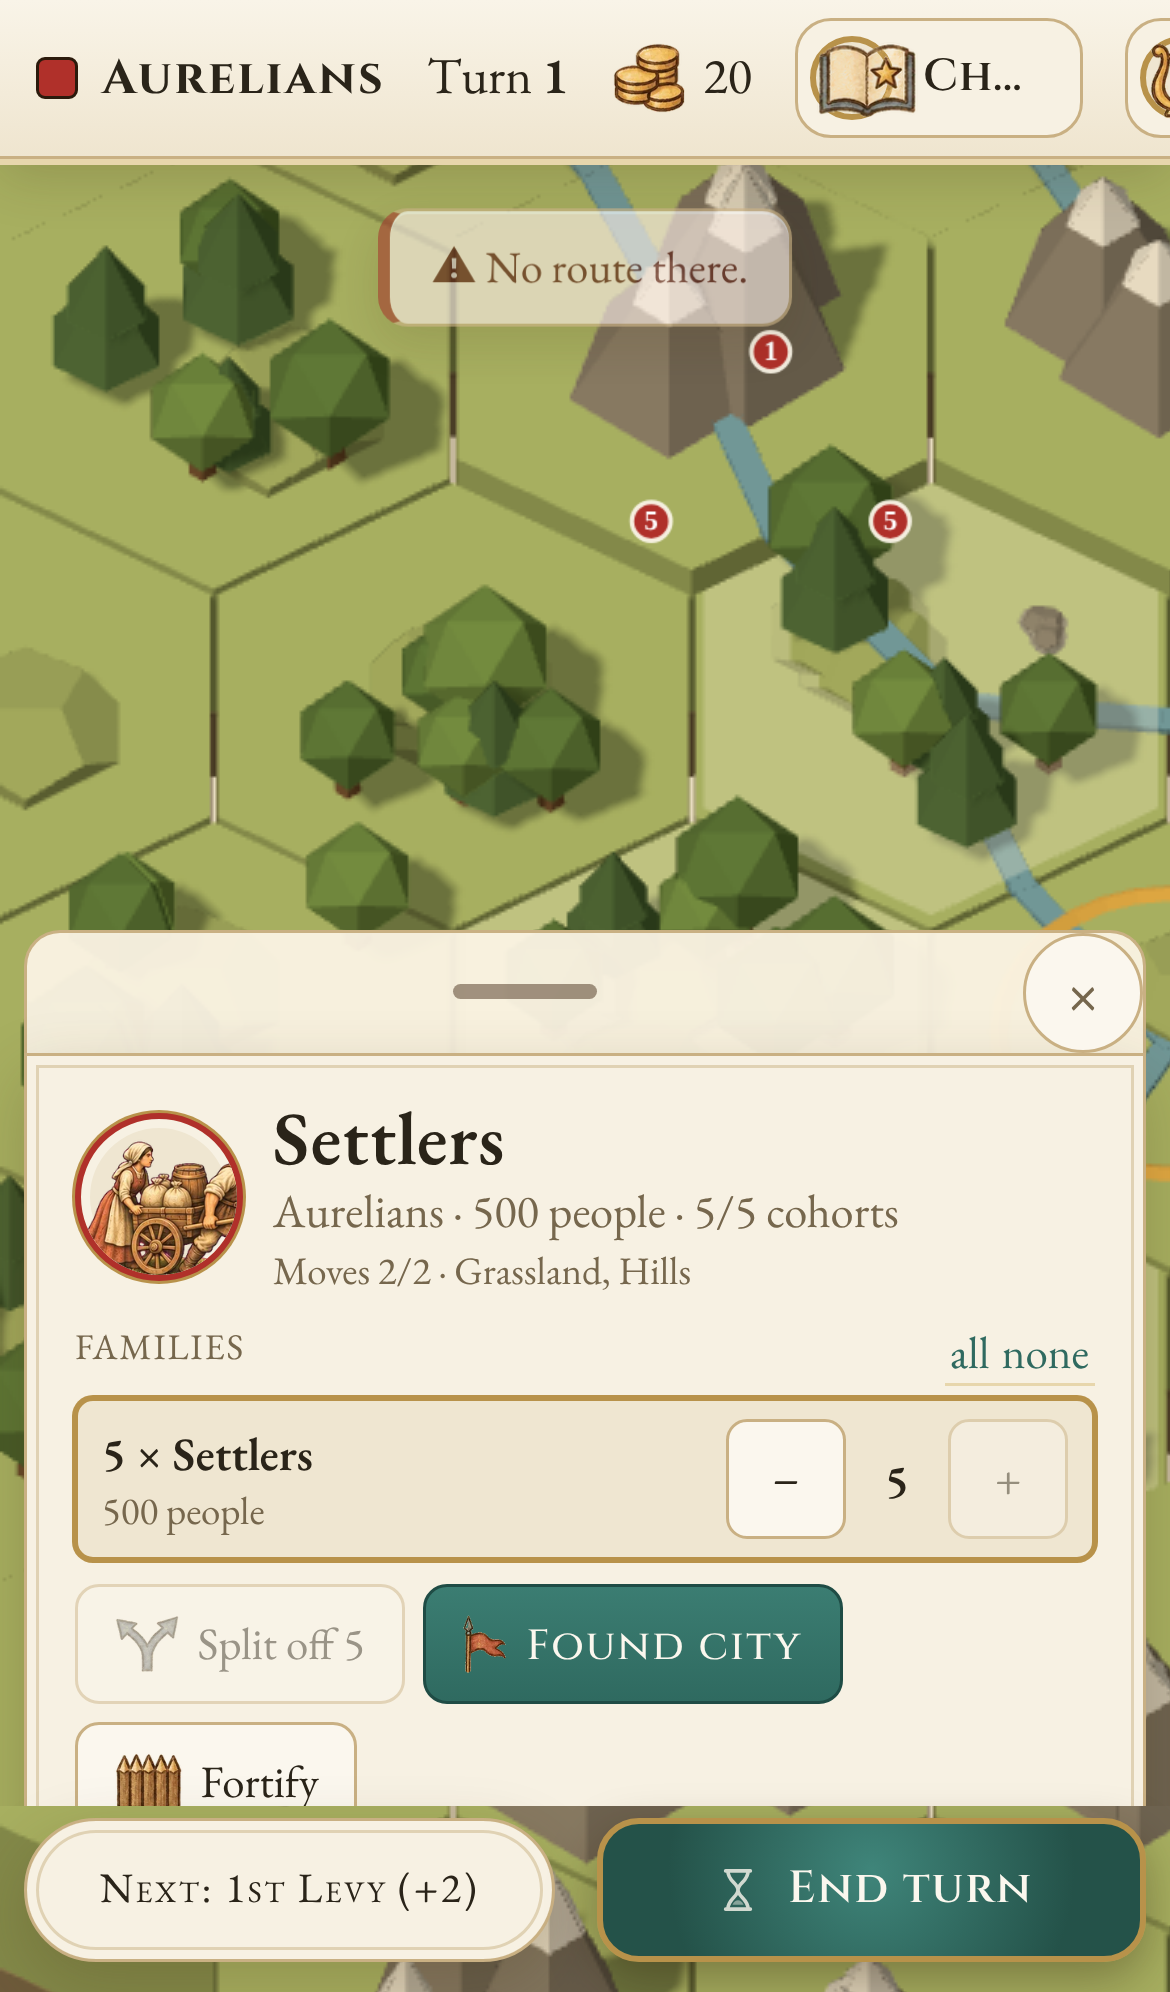 AURELIANS Turn 1 20 CH...
⚠ No route there.
1
5 5
×
Settlers
Aurelians · 500 people · 5/5 cohorts
Moves 2/2 · Grassland, Hills
FAMILIES all none
5 × Settlers
500 people
− 5 +
Split off 5 FOUND CITY
Fortify
NEXT: 1ST LEVY (+2) END TURN